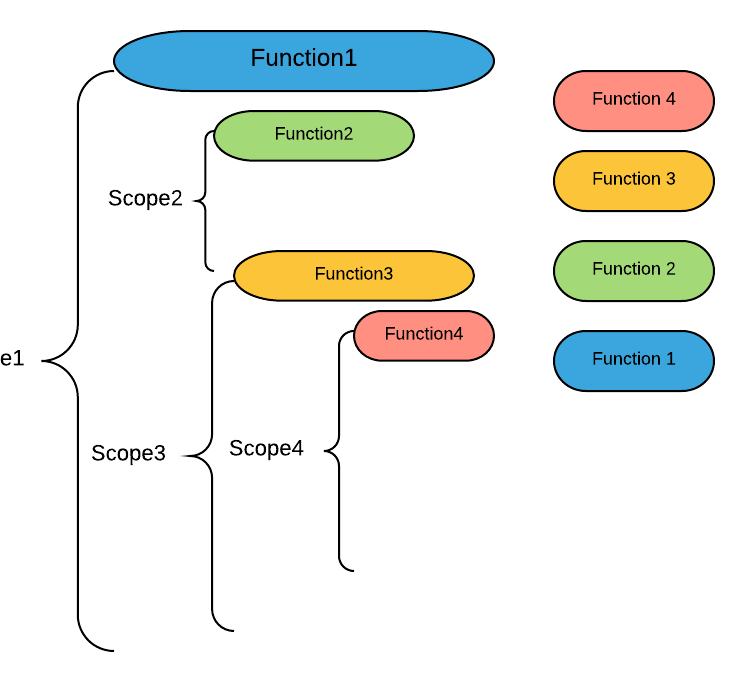 Function1
Function2
Scope2
Function3
Function4
e1
Scope3
Scope4
Function 4
Function 3
Function 2
Function 1